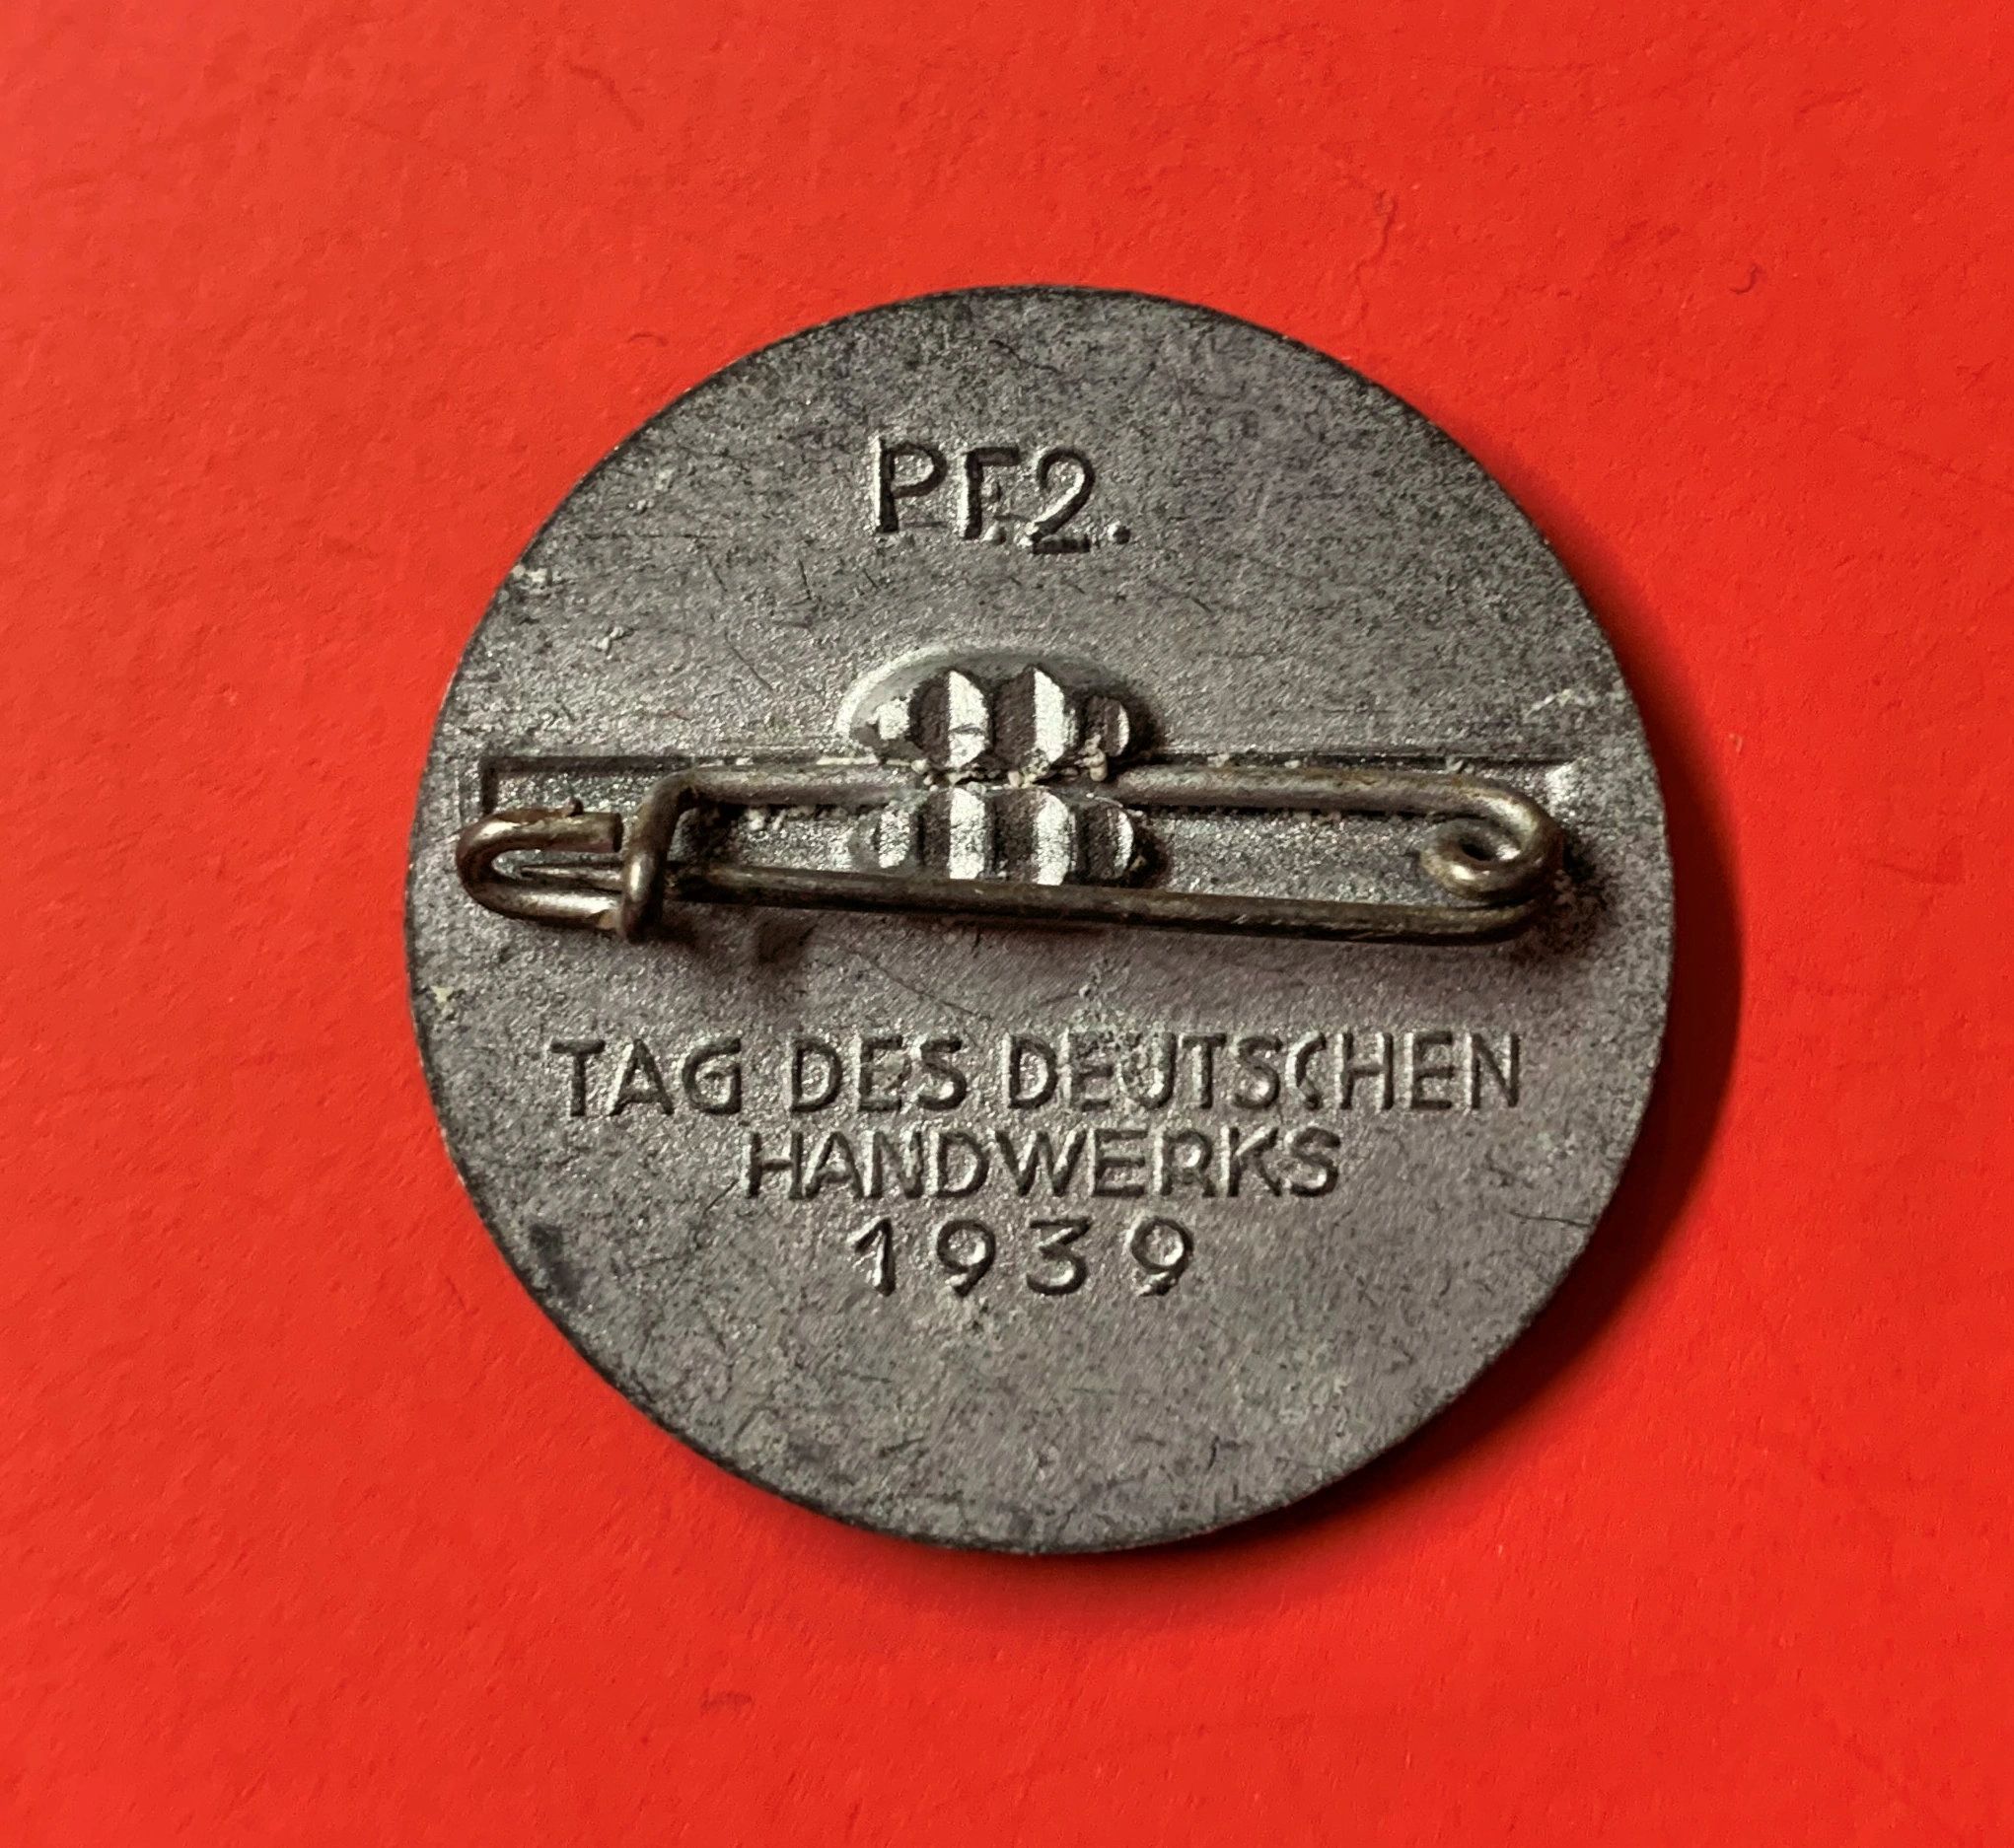 PF2.
TAG DES DEUTSCHEN
HANDWERKS
1939